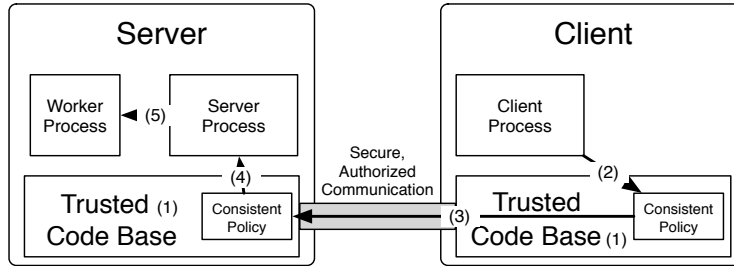 Server
Client
Worker
Process
(5)
Server
Process
Client
Process
Secure,
Authorized
Communication
(4)
(2)
Trusted (1)
Code Base
Consistent
Policy
(3)
Trusted
Code Base (1)
Consistent
Policy